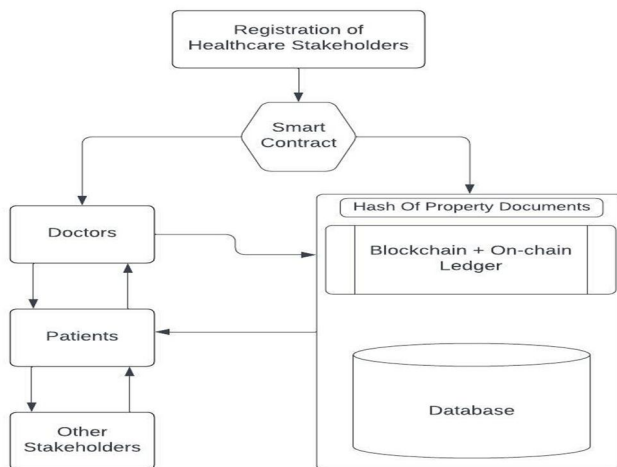 Registration of
Healthcare Stakeholders
Smart
Contract
Doctors
Hash Of Property Documents
Blockchain + On-chain
Ledger
Patients
Database
Other
Stakeholders